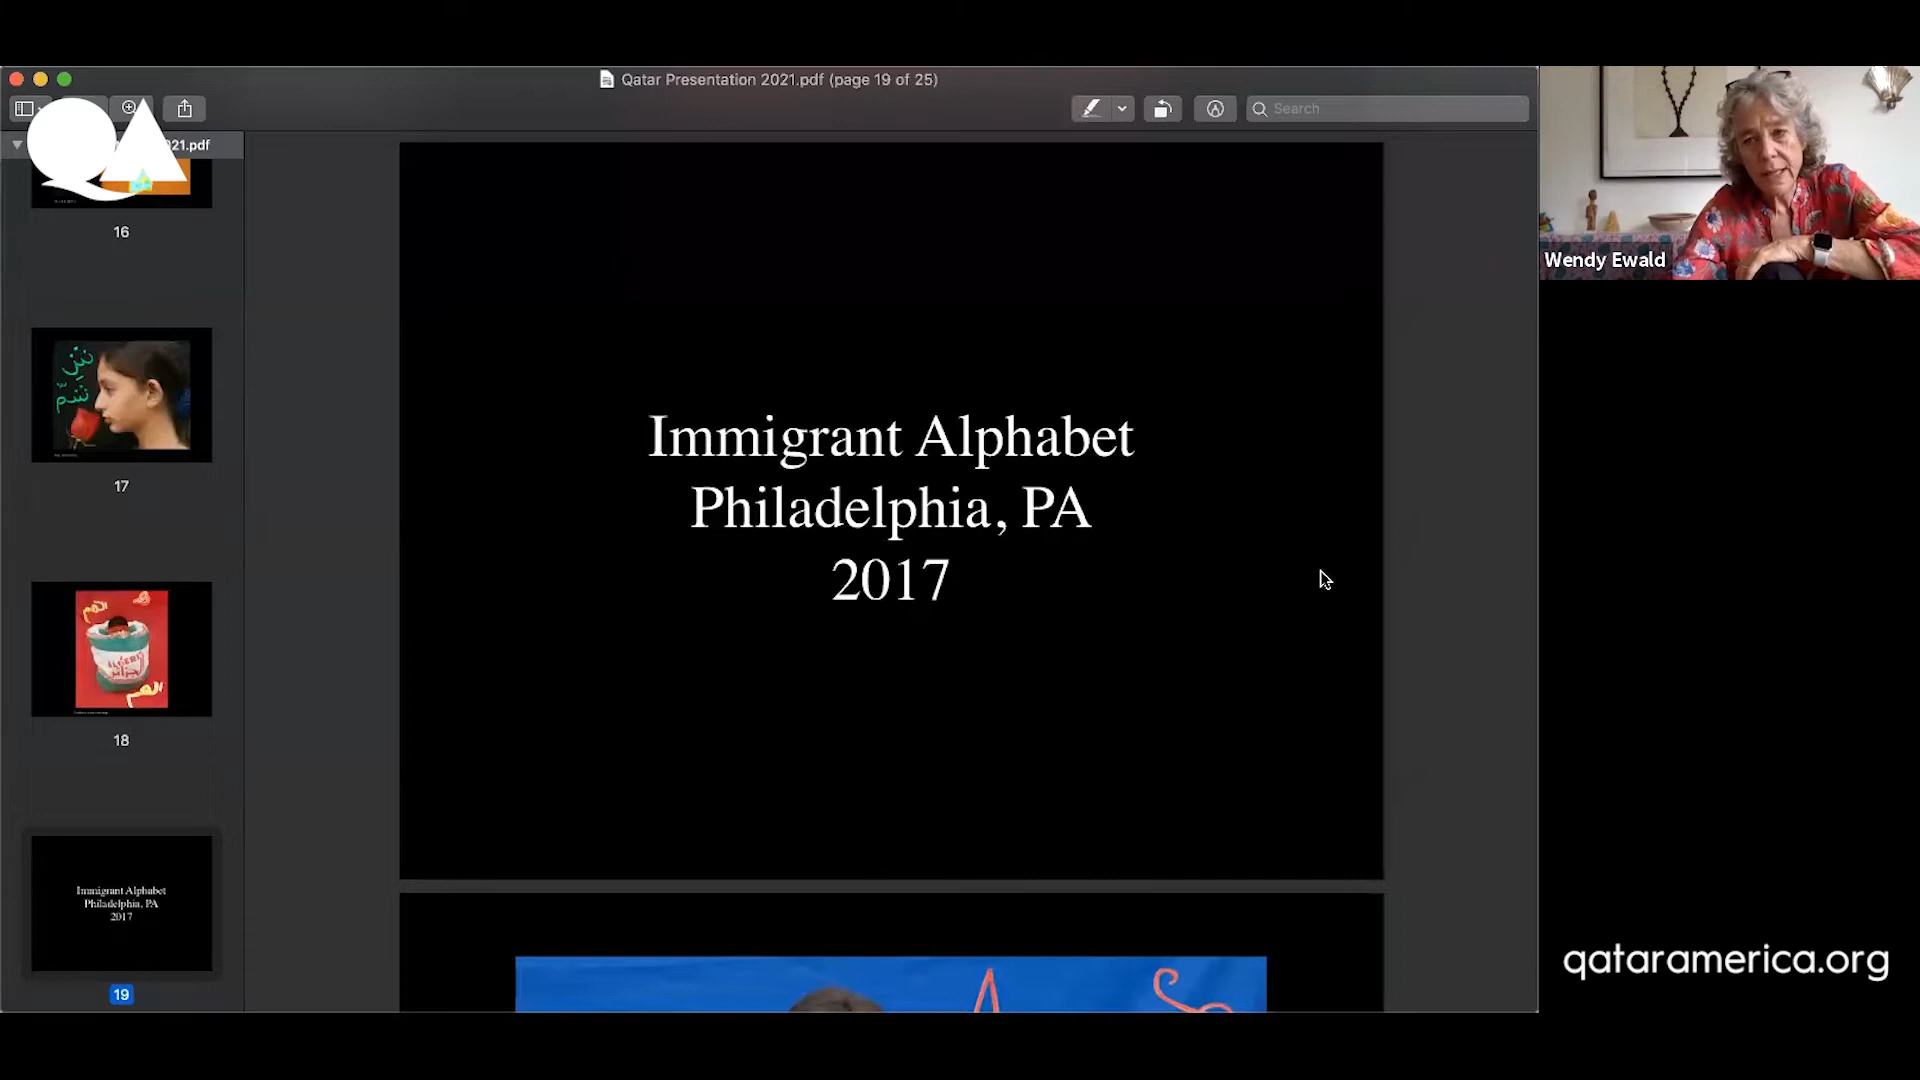 Qatar Presentation 2021.pdf (page 19 of 25)
Search
21.pdf
16
17
18
Immigrant Alphabet
Philadelphia, PA
2017
19
Immigrant Alphabet
Philadelphia, PA
2017
Wendy Ewald
qataramerica.org